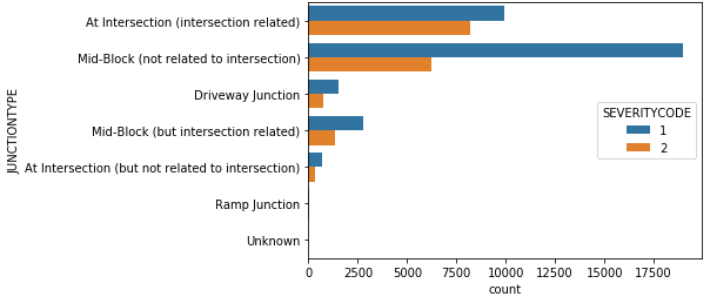 JUNCTIONTYPE
At Intersection (intersection related)
Mid-Block (not related to intersection)
Driveway Junction
Mid-Block (but intersection related)
At Intersection (but not related to intersection)
Ramp Junction
Unknown
SEVERITYCODE
1
2
0 2500 5000 7500 10000 12500 15000 17500
count